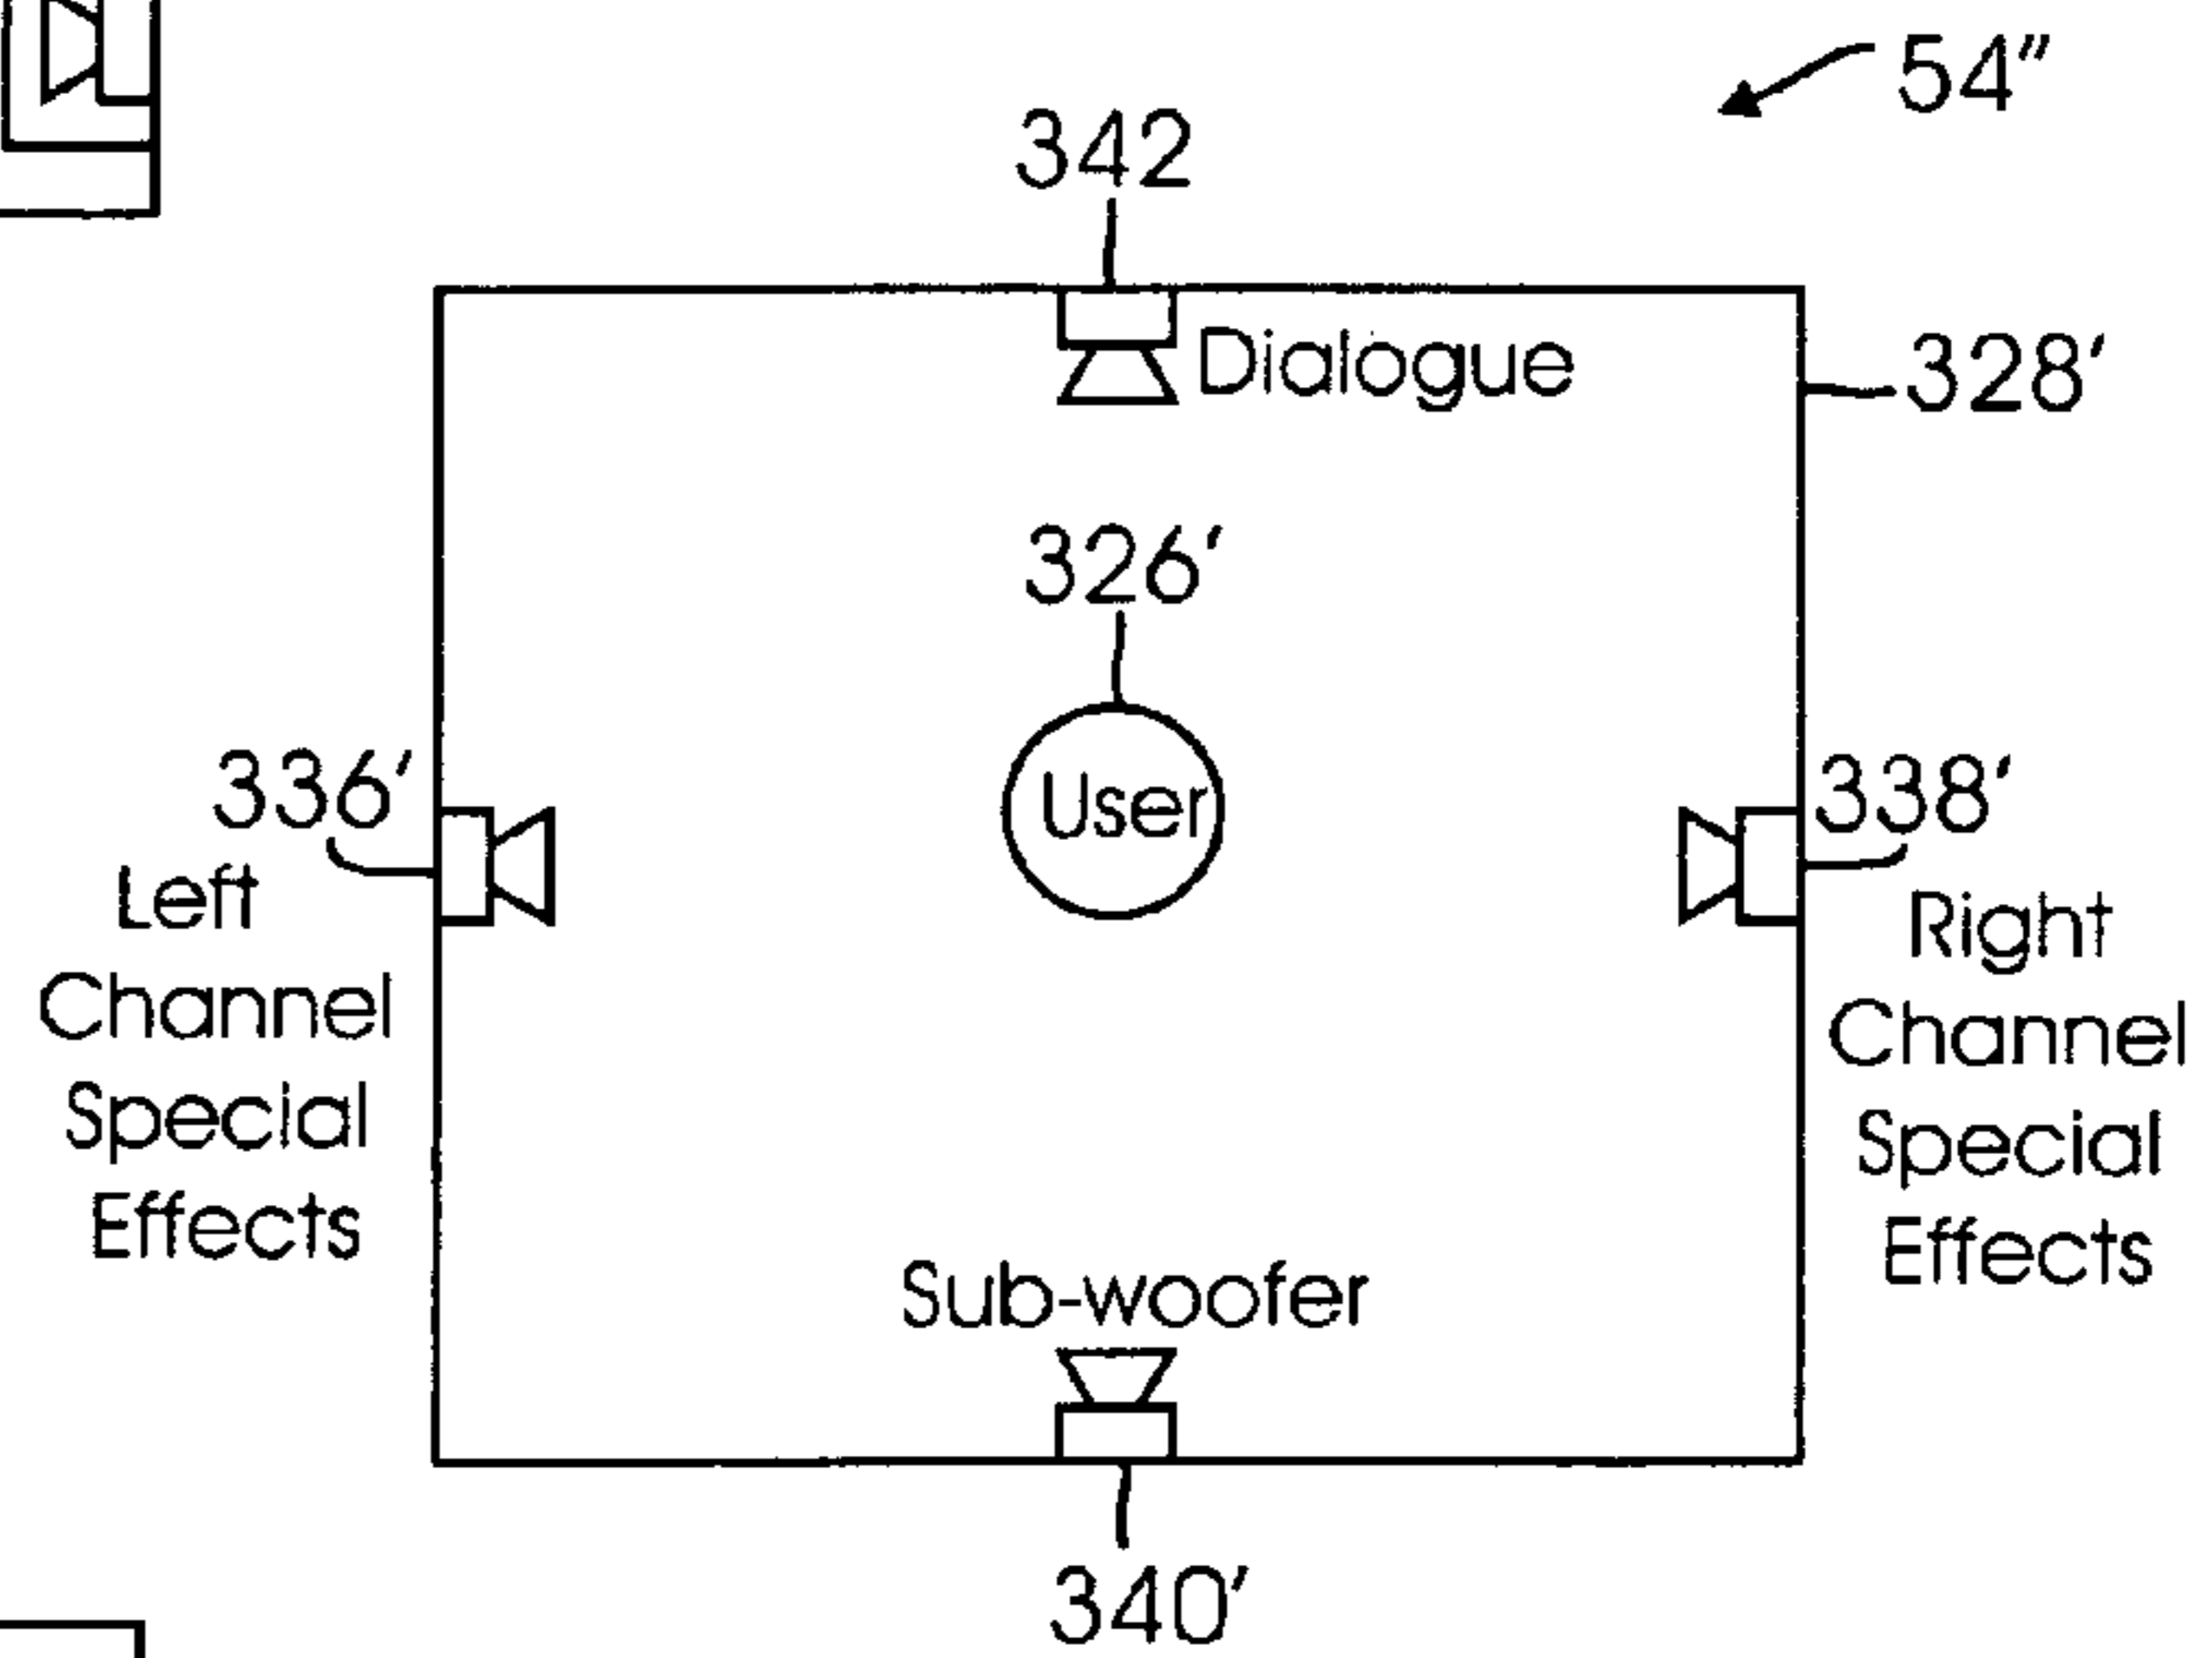 54"
342
Dialogue
328'
326'
User
336'
Left
Channel
Special
Effects
338'
Right
Channel
Special
Effects
Sub-woofer
340'